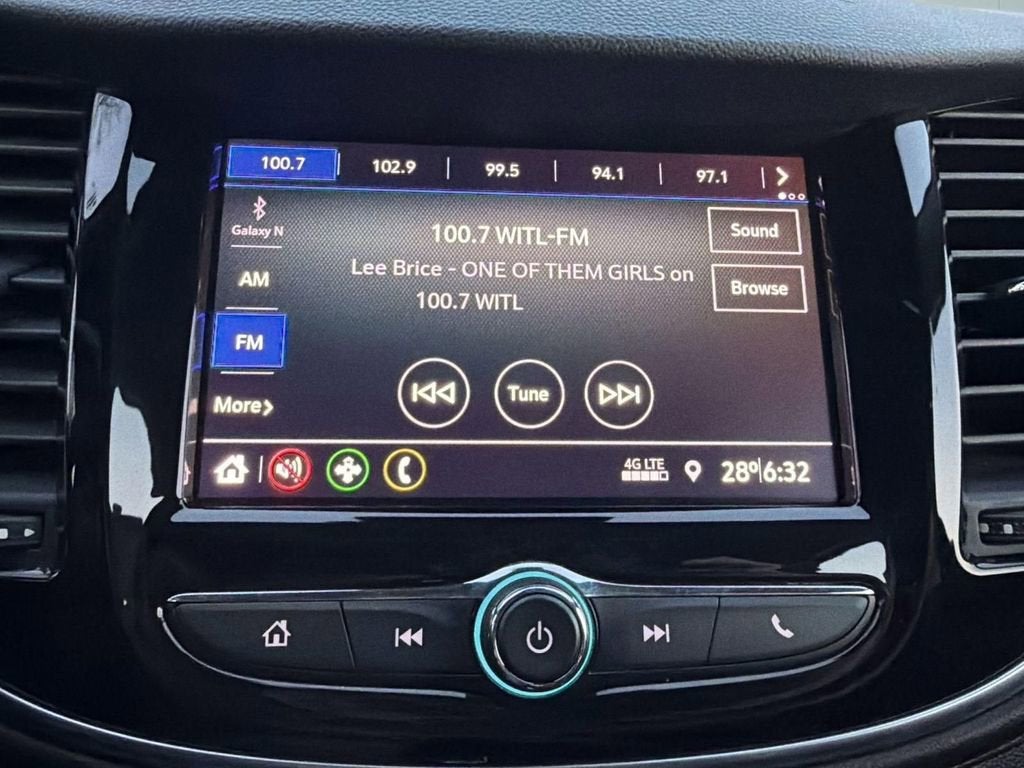 100.7 102.9 99.5 94.1 97.1
Galaxy N
AM
FM
More
100.7 WITL-FM
Lee Brice - ONE OF THEM GIRLS on
100.7 WITL
Sound
Browse
Tune
4G LTE
28° 6:32